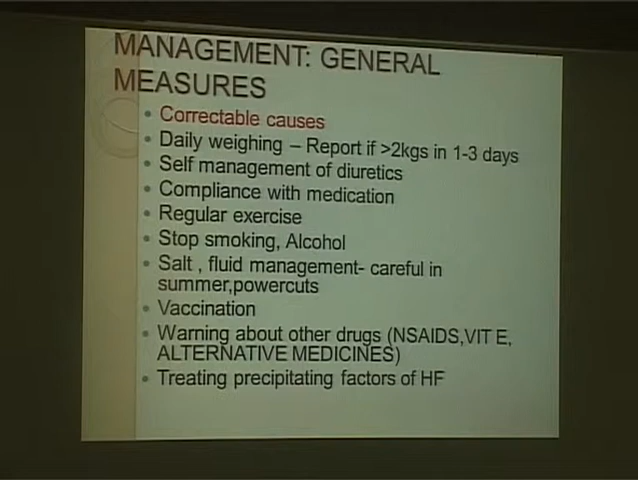 MANAGEMENT: GENERAL
MEASURES
• Correctable causes
• Daily weighing – Report if >2kgs in 1-3 days
• Self management of diuretics
• Compliance with medication
• Regular exercise
• Stop smoking, Alcohol
• Salt , fluid management- careful in
summer,powercuts
• Vaccination
• Warning about other drugs (NSAIDS,VIT E,
ALTERNATIVE MEDICINES)
• Treating precipitating factors of HF